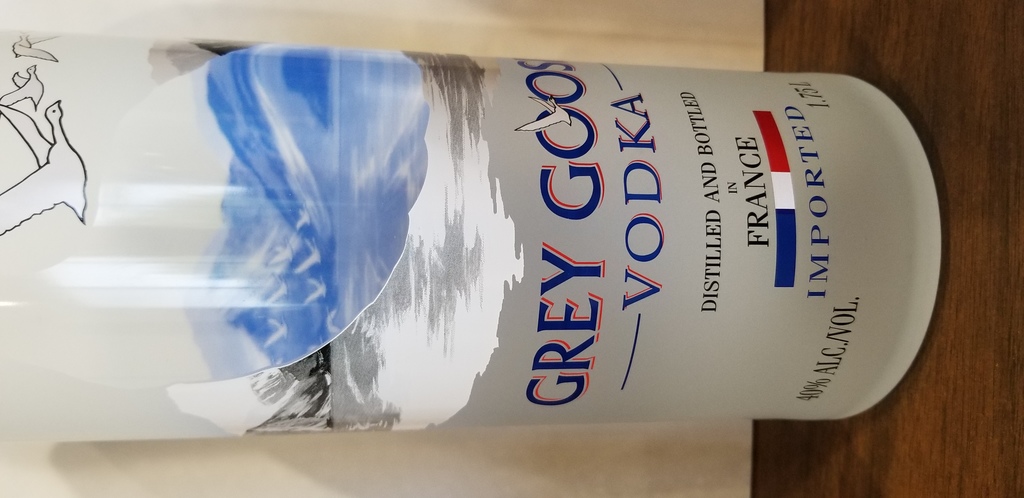 GREY GOOS
VODKA
DISTILLED AND BOTTLED
IN
FRANCE
IMPORTED
40% ALC./VOL.
1.75 L